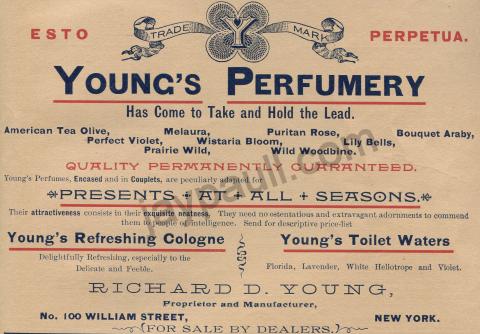 ESTO TRADE MARK PERPETUA.
Y
YOUNG'S PERFUMERY
Has Come to Take and Hold the Lead.
American Tea Olive, Melaura, Puritan Rose, Bouquet Araby,
Perfect Violet, Wistaria Bloom, Lily Bells,
Prairie Wild, Wild Woodbine.
QUALITY PERMANENTLY GUARANTEED.
Young's Perfumes, Encased and in Couplets, are peculiarly adapted for
PRESENTS + AT + ALL + SEASONS.
Their attractiveness consists in their exquisite neatness. They need no ostentatious and extravagant adornments to commend
them to people of intelligence. Send for descriptive price-list
Young's Refreshing Cologne
Delightfully Refreshing, especially to the
Delicate and Feeble.
Young's Toilet Waters
Florida, Lavender, White Heliotrope and Violet.
RICHARD D. YOUNG,
Proprietor and Manufacturer,
No. 100 WILLIAM STREET, NEW YORK.
(FOR SALE BY DEALERS.)
jaypaull.com